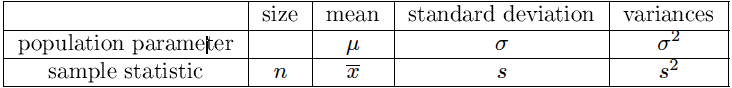 size mean standard deviation variances
population parameter μ σ σ²
sample statistic n x̅ s s²